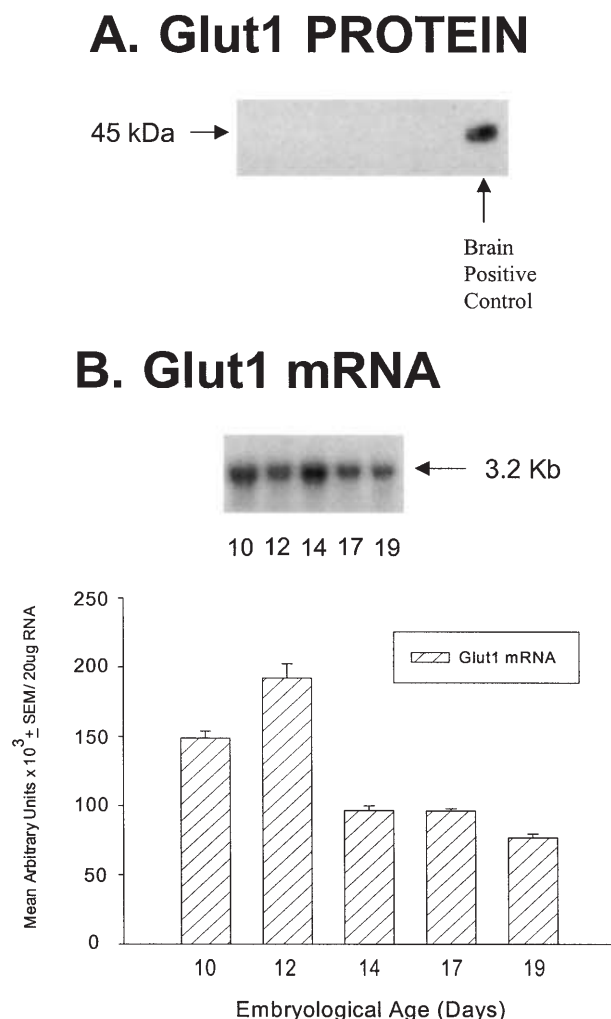 A. Glut1 PROTEIN
45 kDa
Brain
Positive
Control
B. Glut1 mRNA
3.2 Kb
10 12 14 17 19
Mean Arbitrary Units x 10³ ± SEM/ 20ug RNA
250
200
150
100
50
0
Glut1 mRNA
10 12 14 17 19
Embryological Age (Days)